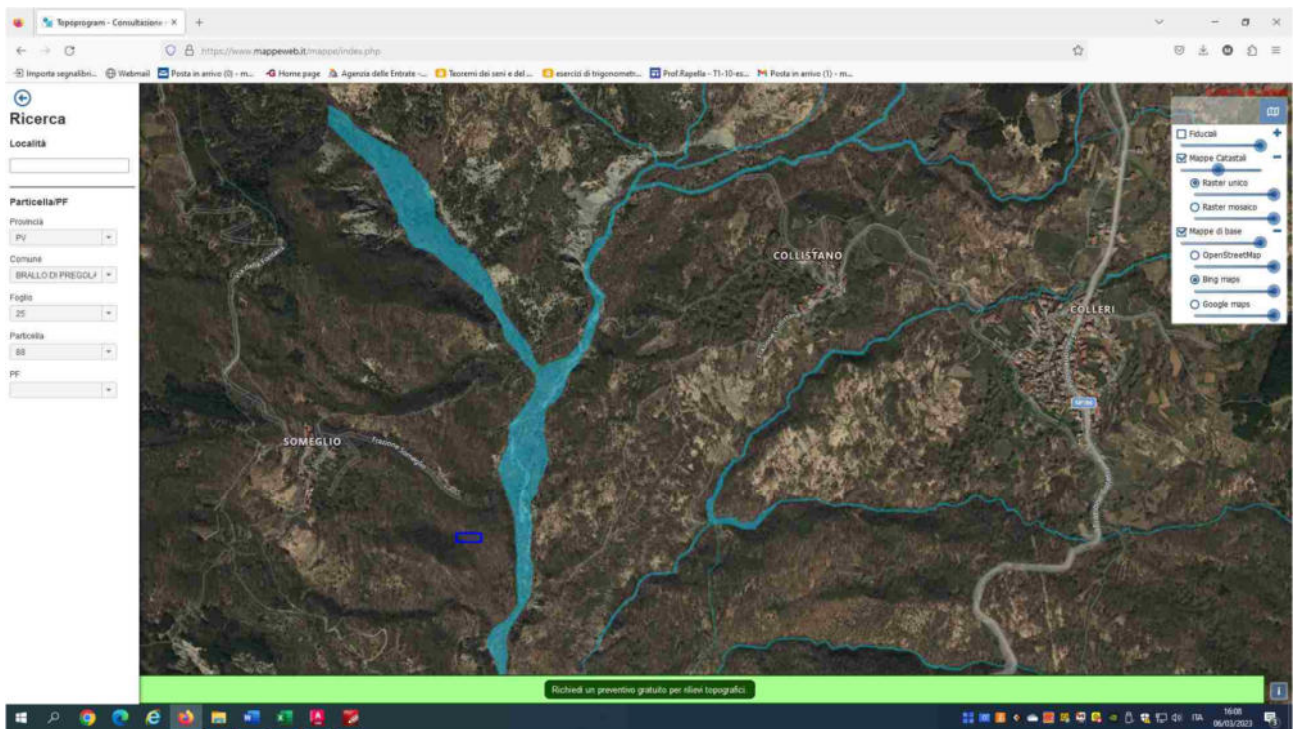 Tepoprogram - Consultazione
https://www.mappeweb.it/mappe/index.php
Importa segnalibri...
Webmail
Posta in arrivo (0) - m...
Home page
Agenzia delle Entrate -...
Teoremi dei seni e del ...
esercizi di trigonometr...
Prof.Rapella - T1-10-es...
Posta in arrivo (1) - m...
Ricerca
Località
Particella/PF
Provincia
PV
Comune
BRALLO DI PREGOLA
Foglio
25
Particella
88
PF
Fiduciali
Mappe Catastali
Raster unico
Raster mosaico
Mappe di base
OpenStreetMap
Bing maps
Google maps
COLLISTANO
COLLERI
SOMEGLIO
Frazione Someglio
Richiedi un preventivo gratuito per rilievi topografici
ITA
16:08
06/03/2023